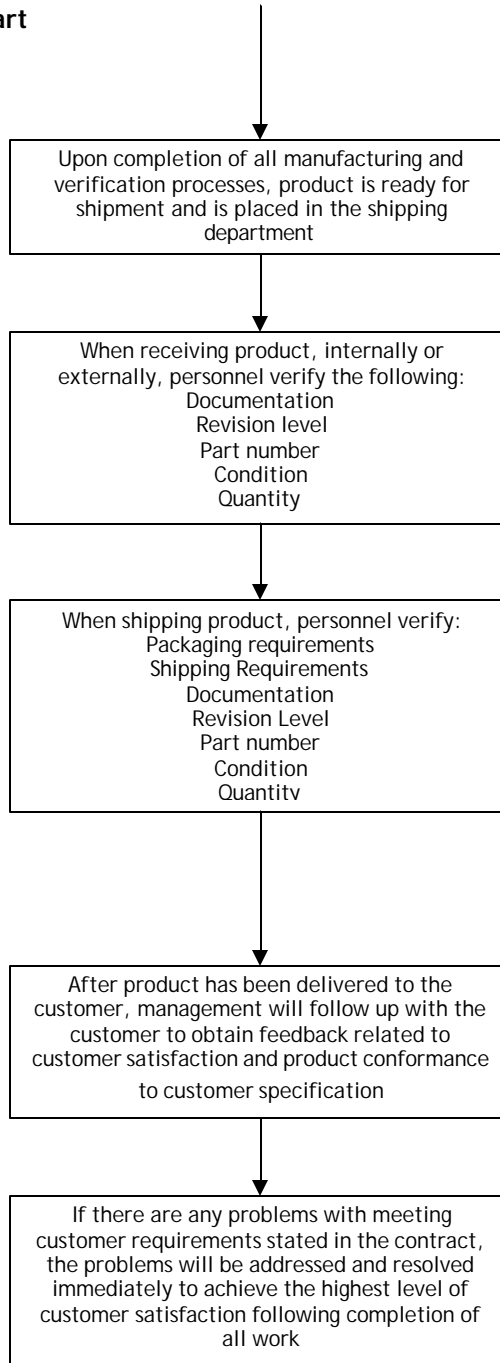 art
Upon completion of all manufacturing and
verification processes, product is ready for
shipment and is placed in the shipping
department
When receiving product, internally or
externally, personnel verify the following:
Documentation
Revision level
Part number
Condition
Quantity
When shipping product, personnel verify:
Packaging requirements
Shipping Requirements
Documentation
Revision Level
Part number
Condition
Quantity
After product has been delivered to the
customer, management will follow up with the
customer to obtain feedback related to
customer satisfaction and product conformance
to customer specification
If there are any problems with meeting
customer requirements stated in the contract,
the problems will be addressed and resolved
immediately to achieve the highest level of
customer satisfaction following completion of
all work